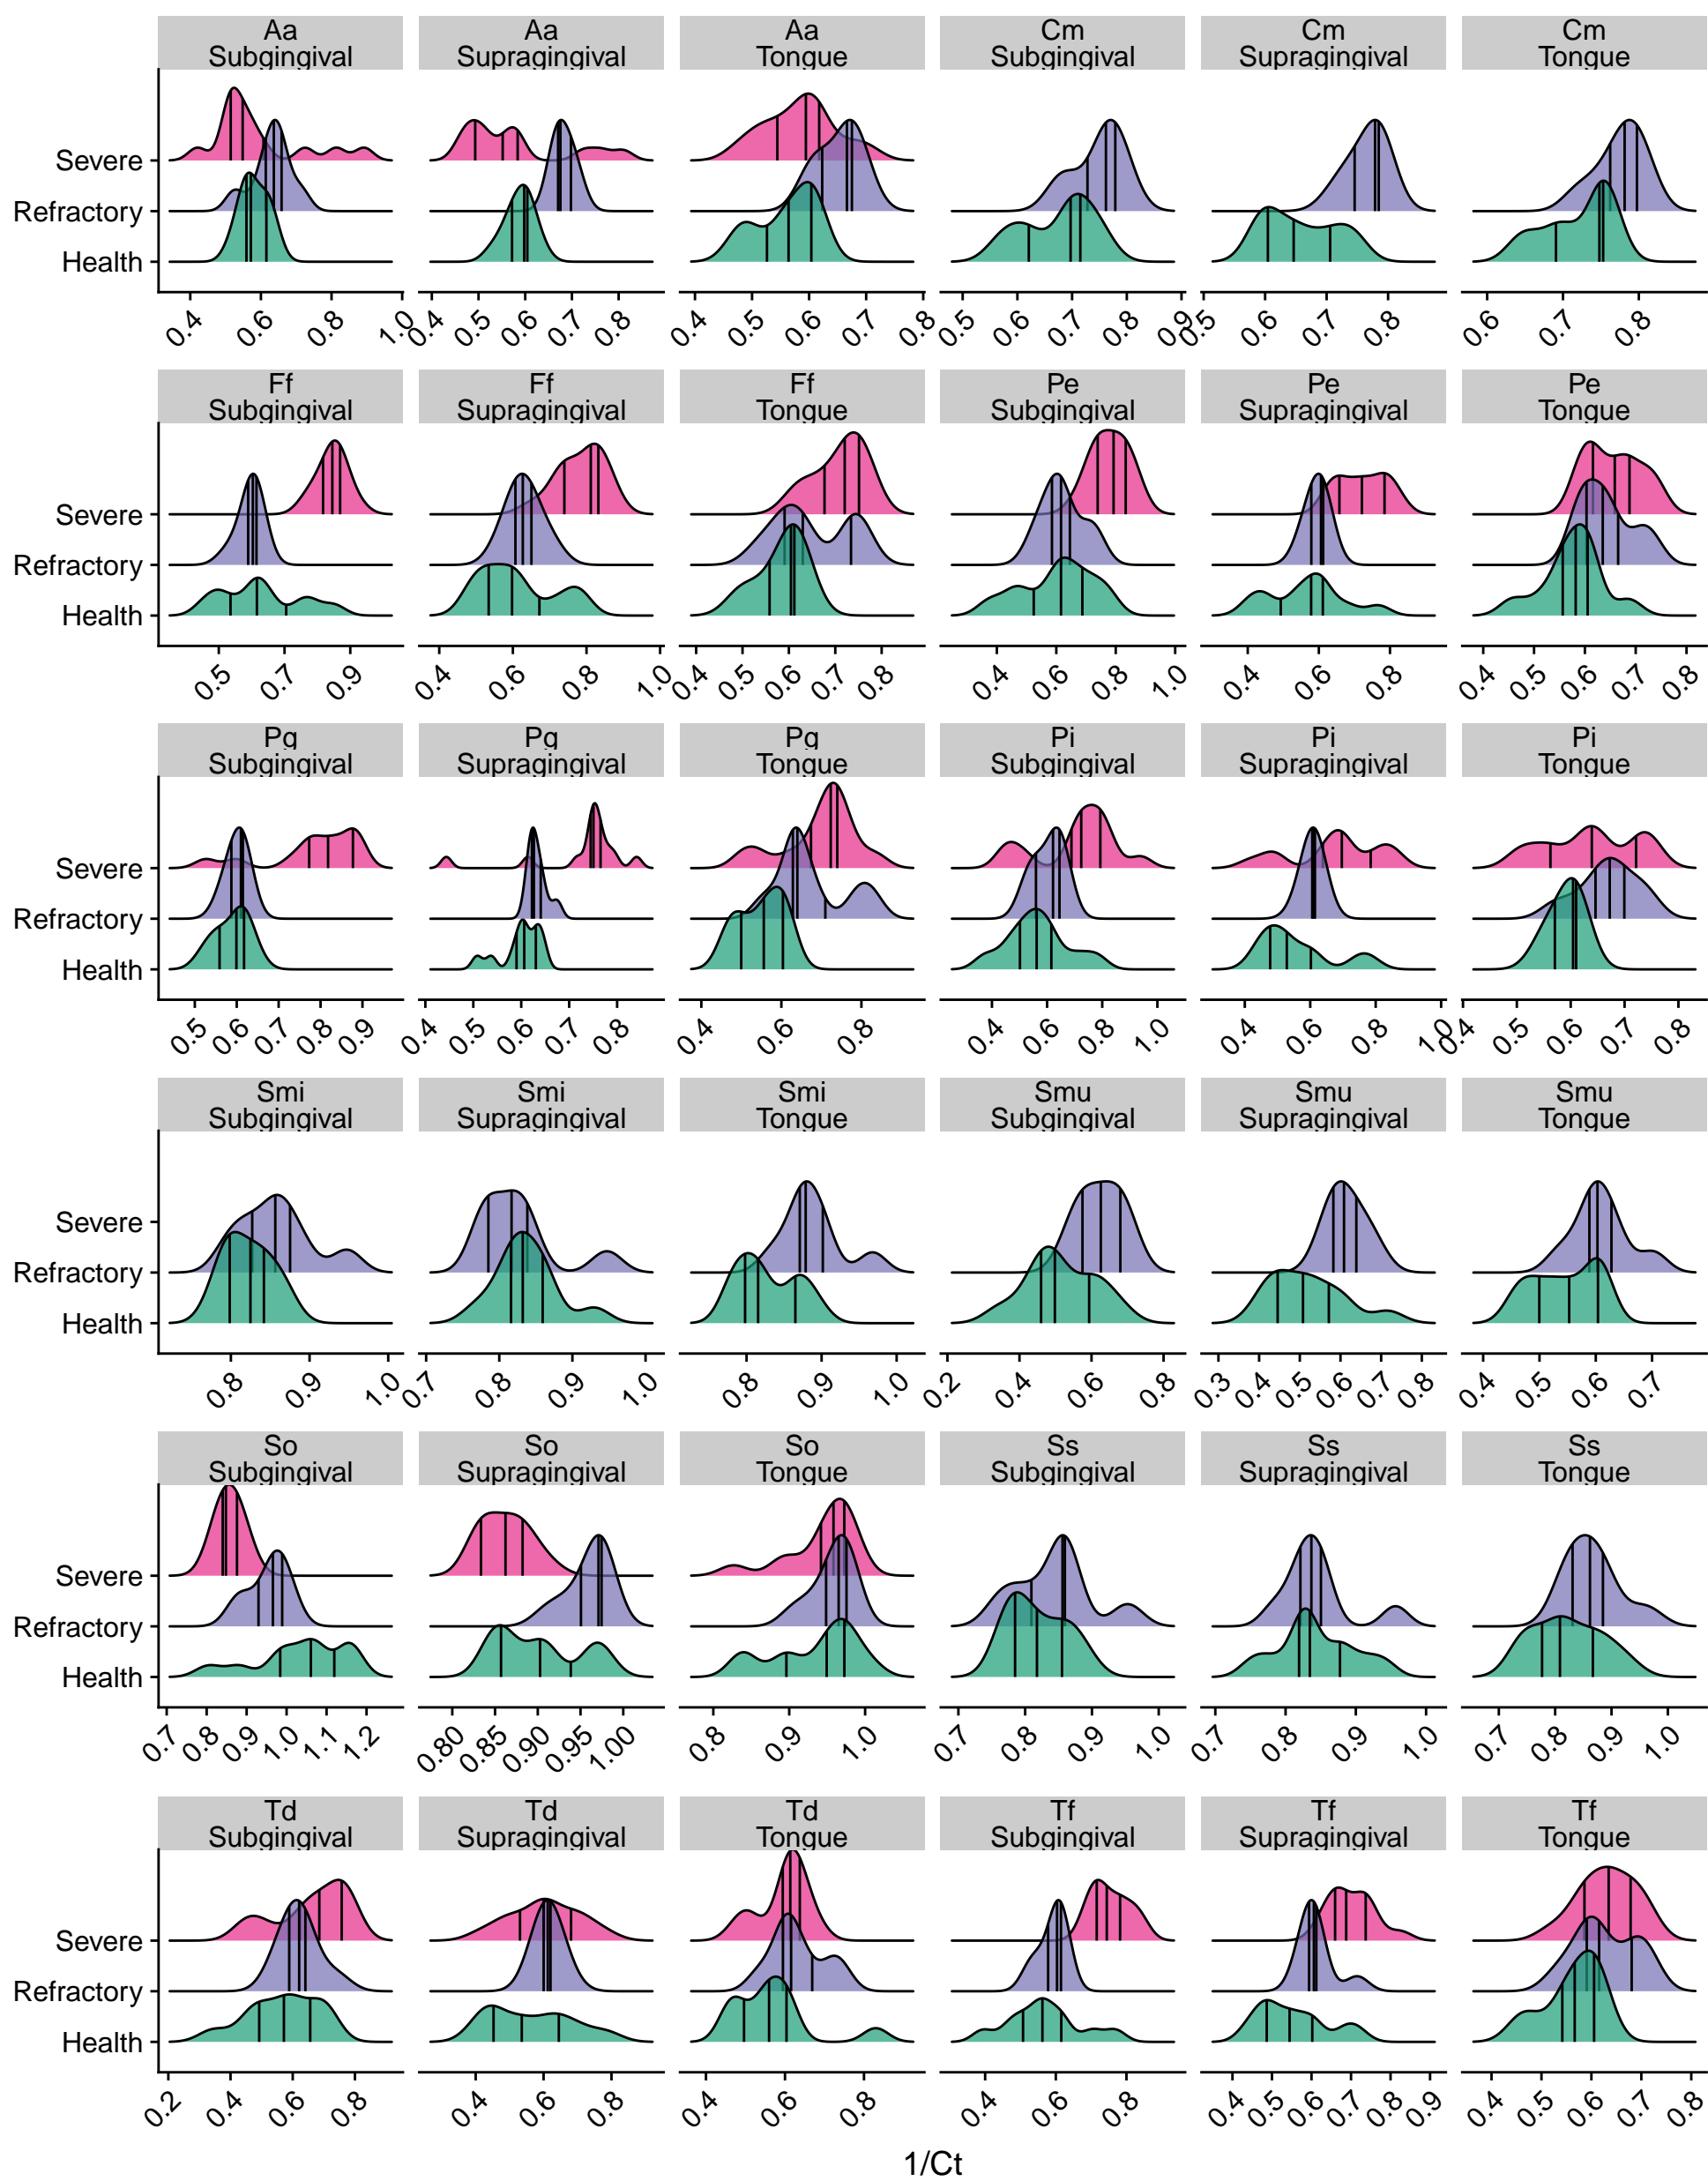 Aa Aa Aa Cm Cm Cm
Subgingival Supragingival Tongue Subgingival Supragingival Tongue
Severe
Refractory
Health
0.4 0.6 0.8 1.0 0.4 0.5 0.6 0.7 0.8 0.4 0.5 0.6 0.7 0.8 0.5 0.6 0.7 0.8 0.9 0.5 0.6 0.7 0.8 0.6 0.7 0.8
Ff Ff Ff Pe Pe Pe
Subgingival Supragingival Tongue Subgingival Supragingival Tongue
Severe
Refractory
Health
0.5 0.7 0.9 0.4 0.6 0.8 1.0 0.4 0.5 0.6 0.7 0.8 0.4 0.6 0.8 1.0 0.4 0.6 0.8 0.4 0.5 0.6 0.7 0.8
Pg Pg Pg Pi Pi Pi
Subgingival Supragingival Tongue Subgingival Supragingival Tongue
Severe
Refractory
Health
0.5 0.6 0.7 0.8 0.9 0.4 0.5 0.6 0.7 0.8 0.4 0.6 0.8 0.4 0.6 0.8 1.0 0.4 0.6 0.8 1.0 0.4 0.5 0.6 0.7 0.8
Smi Smi Smi Smu Smu Smu
Subgingival Supragingival Tongue Subgingival Supragingival Tongue
Severe
Refractory
Health
0.8 0.9 1.0 0.7 0.8 0.9 1.0 0.8 0.9 1.0 0.2 0.4 0.6 0.8 0.3 0.4 0.5 0.6 0.7 0.8 0.4 0.5 0.6 0.7
So So So Ss Ss Ss
Subgingival Supragingival Tongue Subgingival Supragingival Tongue
Severe
Refractory
Health
0.7 0.8 0.9 1.0 1.1 1.2 0.80 0.85 0.90 0.95 1.00 0.8 0.9 1.0 0.7 0.8 0.9 1.0 0.7 0.8 0.9 1.0 0.7 0.8 0.9 1.0
Td Td Td Tf Tf Tf
Subgingival Supragingival Tongue Subgingival Supragingival Tongue
Severe
Refractory
Health
0.2 0.4 0.6 0.8 0.4 0.6 0.8 0.4 0.6 0.8 0.4 0.6 0.8 0.4 0.5 0.6 0.7 0.8 0.9 0.4 0.5 0.6 0.7 0.8
1/Ct